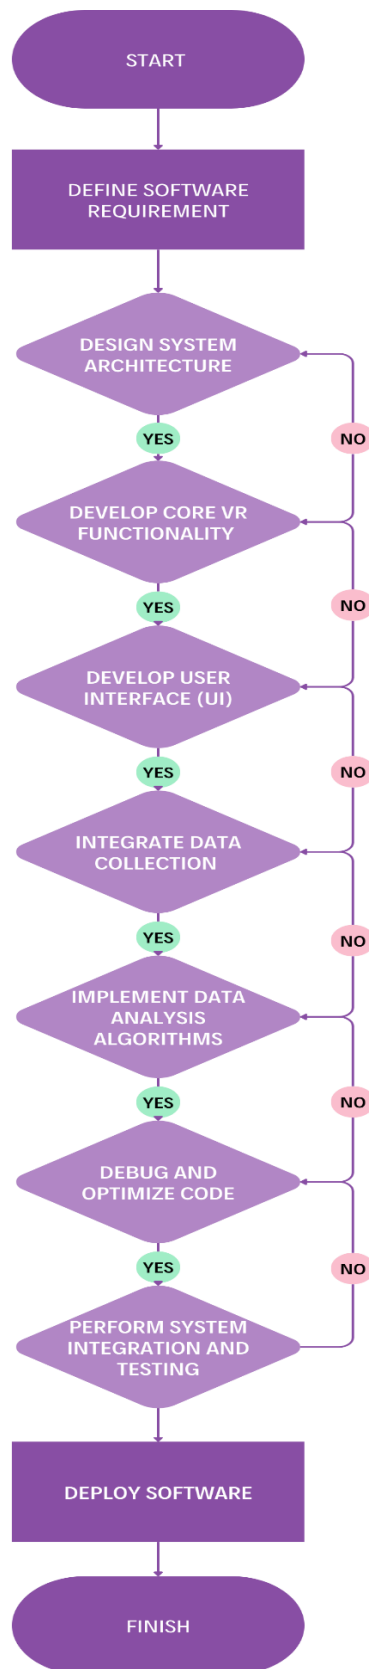 START
DEFINE SOFTWARE
REQUIREMENT
DESIGN SYSTEM
ARCHITECTURE
YES
NO
DEVELOP CORE VR
FUNCTIONALITY
YES
NO
DEVELOP USER
INTERFACE (UI)
YES
NO
INTEGRATE DATA
COLLECTION
YES
NO
IMPLEMENT DATA
ANALYSIS
ALGORITHMS
YES
NO
DEBUG AND
OPTIMIZE CODE
YES
NO
PERFORM SYSTEM
INTEGRATION AND
TESTING
DEPLOY SOFTWARE
FINISH